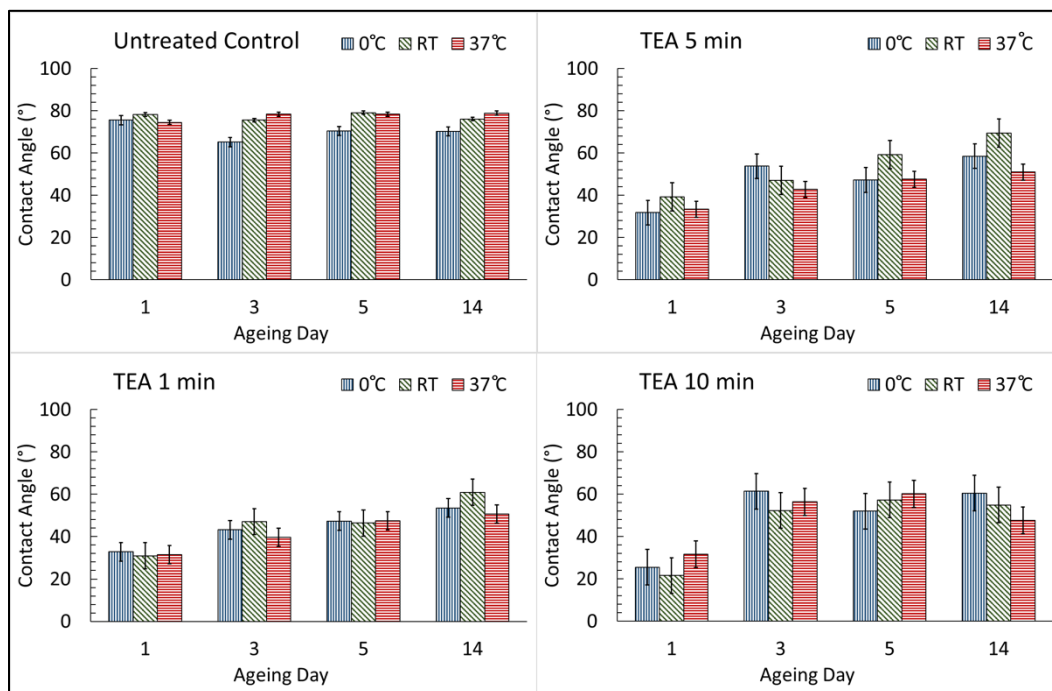 Untreated Control
0°C RT 37°C
Contact Angle (°)
100
80
60
40
20
0
1 3 5 14
Ageing Day
TEA 5 min
0°C RT 37°C
Contact Angle (°)
100
80
60
40
20
0
1 3 5 14
Ageing Day
TEA 1 min
0°C RT 37°C
Contact Angle (°)
100
80
60
40
20
0
1 3 5 14
Ageing Day
TEA 10 min
0°C RT 37°C
Contact Angle (°)
100
80
60
40
20
0
1 3 5 14
Ageing Day